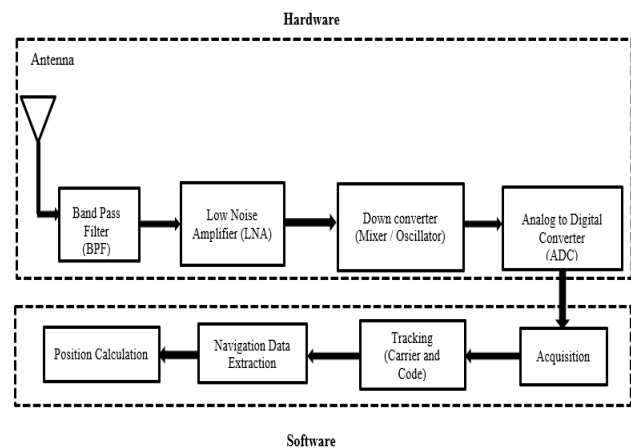 Hardware
Antenna
Band Pass
Filter
(BPF)
Low Noise
Amplifier (LNA)
Down converter
(Mixer / Oscillator)
Analog to Digital
Converter
(ADC)
Position Calculation
Navigation Data
Extraction
Tracking
(Carrier and
Code)
Acquisition
Software